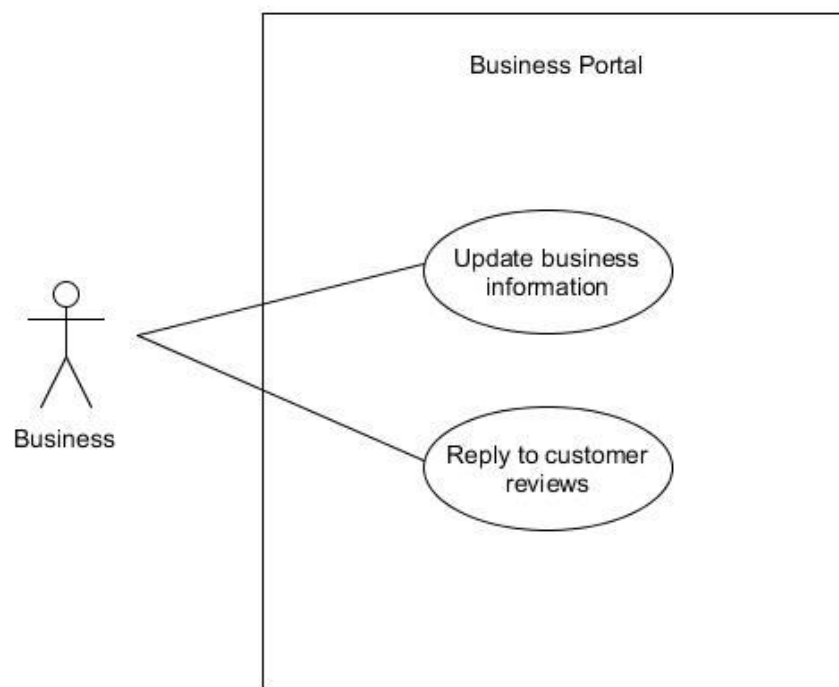 Business Portal
Update business
information
Business
Reply to customer
reviews